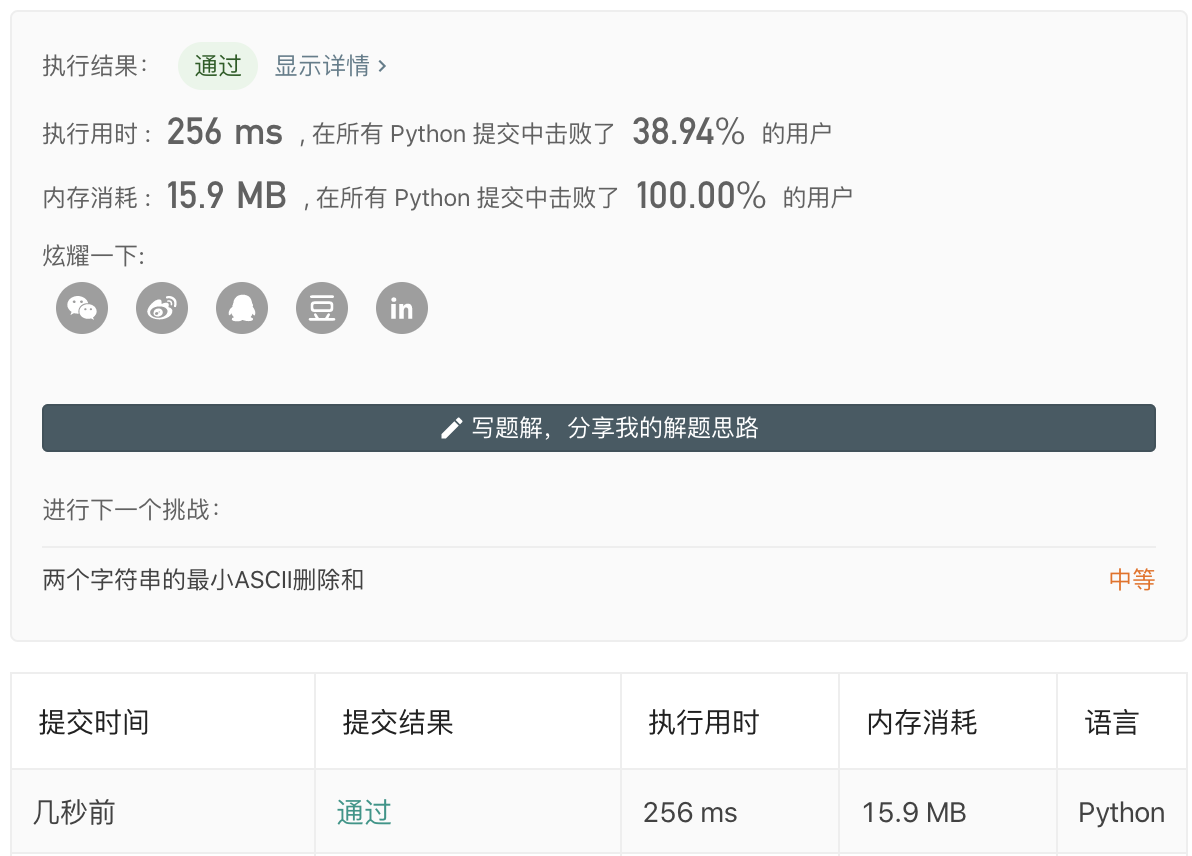 执行结果： 通过 显示详情 ›
执行用时 : 256 ms , 在所有 Python 提交中击败了 38.94% 的用户
内存消耗 : 15.9 MB , 在所有 Python 提交中击败了 100.00% 的用户
炫耀一下:
豆 in
写题解，分享我的解题思路
进行下一个挑战：
两个字符串的最小ASCII删除和 中等
提交时间 提交结果 执行用时 内存消耗 语言
几秒前 通过 256 ms 15.9 MB Python